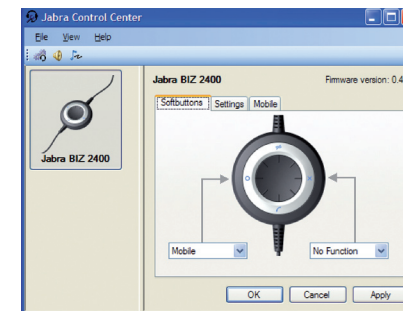 Jabra Control Center
File View Help
Jabra BIZ 2400
Jabra BIZ 2400 Firmware version: 0.4
Softbuttons Settings Mobile
Mobile No Function
OK Cancel Apply